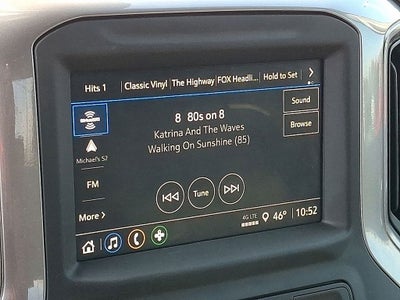 Hits 1 Classic Vinyl The Highway FOX Headli... Hold to Set
8 80s on 8
Katrina And The Waves
Walking On Sunshine (85)
Sound
Browse
Michael's S2
FM
More
Tune
4G LTE 46° 10:52